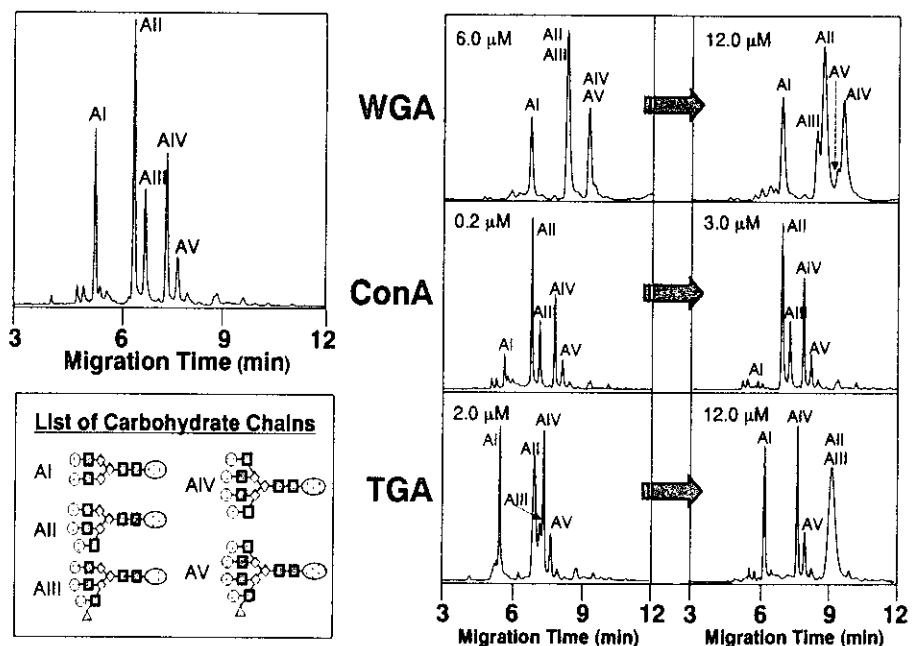 AII
AI
AIV
AIII
AV
3 6 9 12
Migration Time (min)
List of Carbohydrate Chains
AI
AII
AIII
AIV
AV
WGA
6.0 µM
AII
AIII
AI
AIV
AV
12.0 µM
AII
AV
AI
AIII
AIV
ConA
0.2 µM
AII
AIV
AIII
AI
AV
3.0 µM
AII
AIV
AIII
AV
AI
TGA
2.0 µM
AIV
AI
AII
AIII
AV
12.0 µM
AIV
AII
AI
AIII
AV
3 6 9 12 3 6 9 12
Migration Time (min) Migration Time (min)